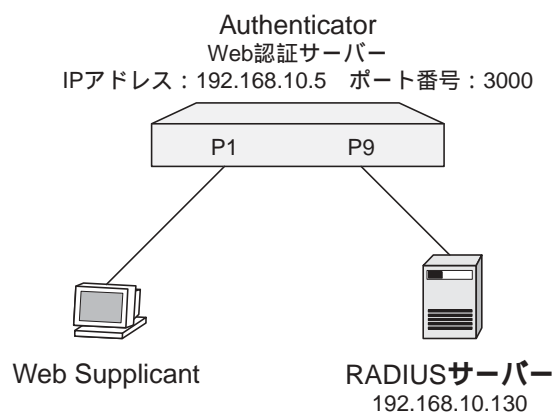 Authenticator
Web認証サーバー
IPアドレス：192.168.10.5　ポート番号：3000
P1 P9
Web Supplicant RADIUSサーバー
192.168.10.130